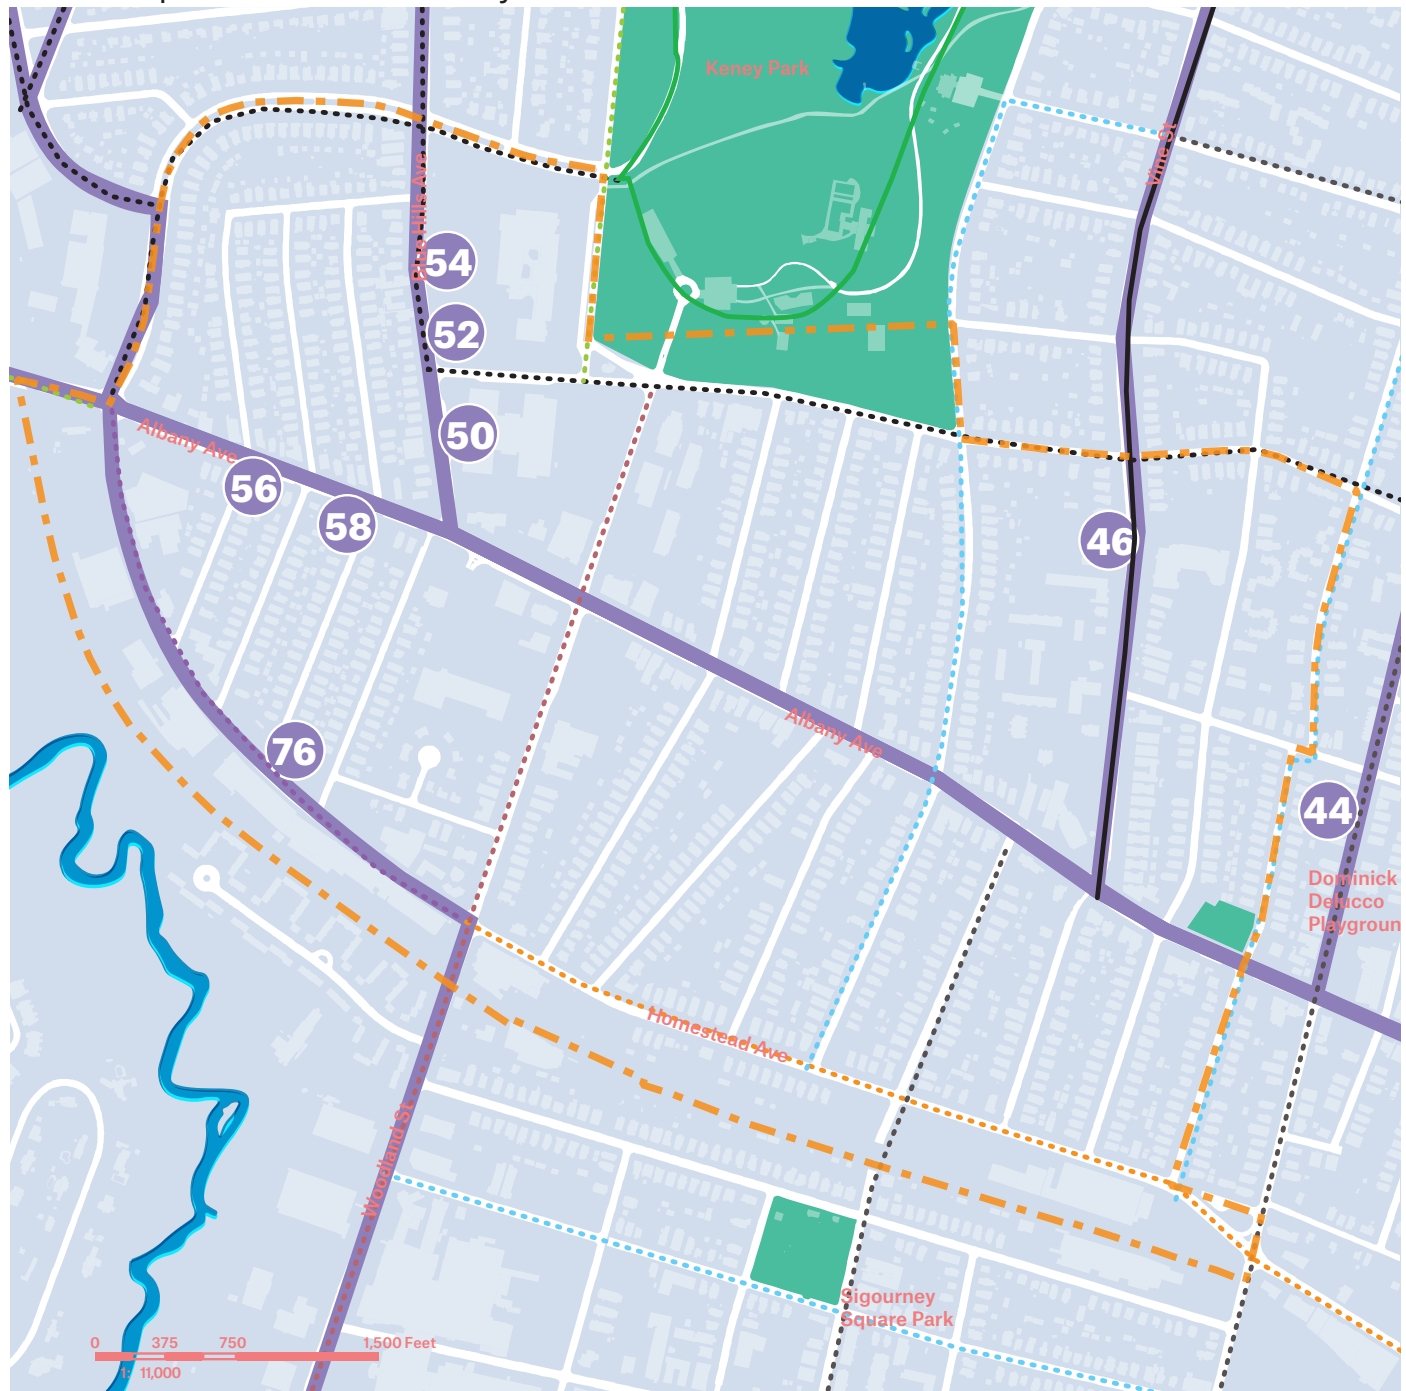 Keney Park
Vine St
Blue Hills Ave
54
52
50
Albany Ave
56
58
46
76
Albany Ave
44
Dominick
Delucco
Playgroun
Homestead Ave
Woodland St
Sigourney
Square Park
0 375 750 1,500 Feet
1: 11,000